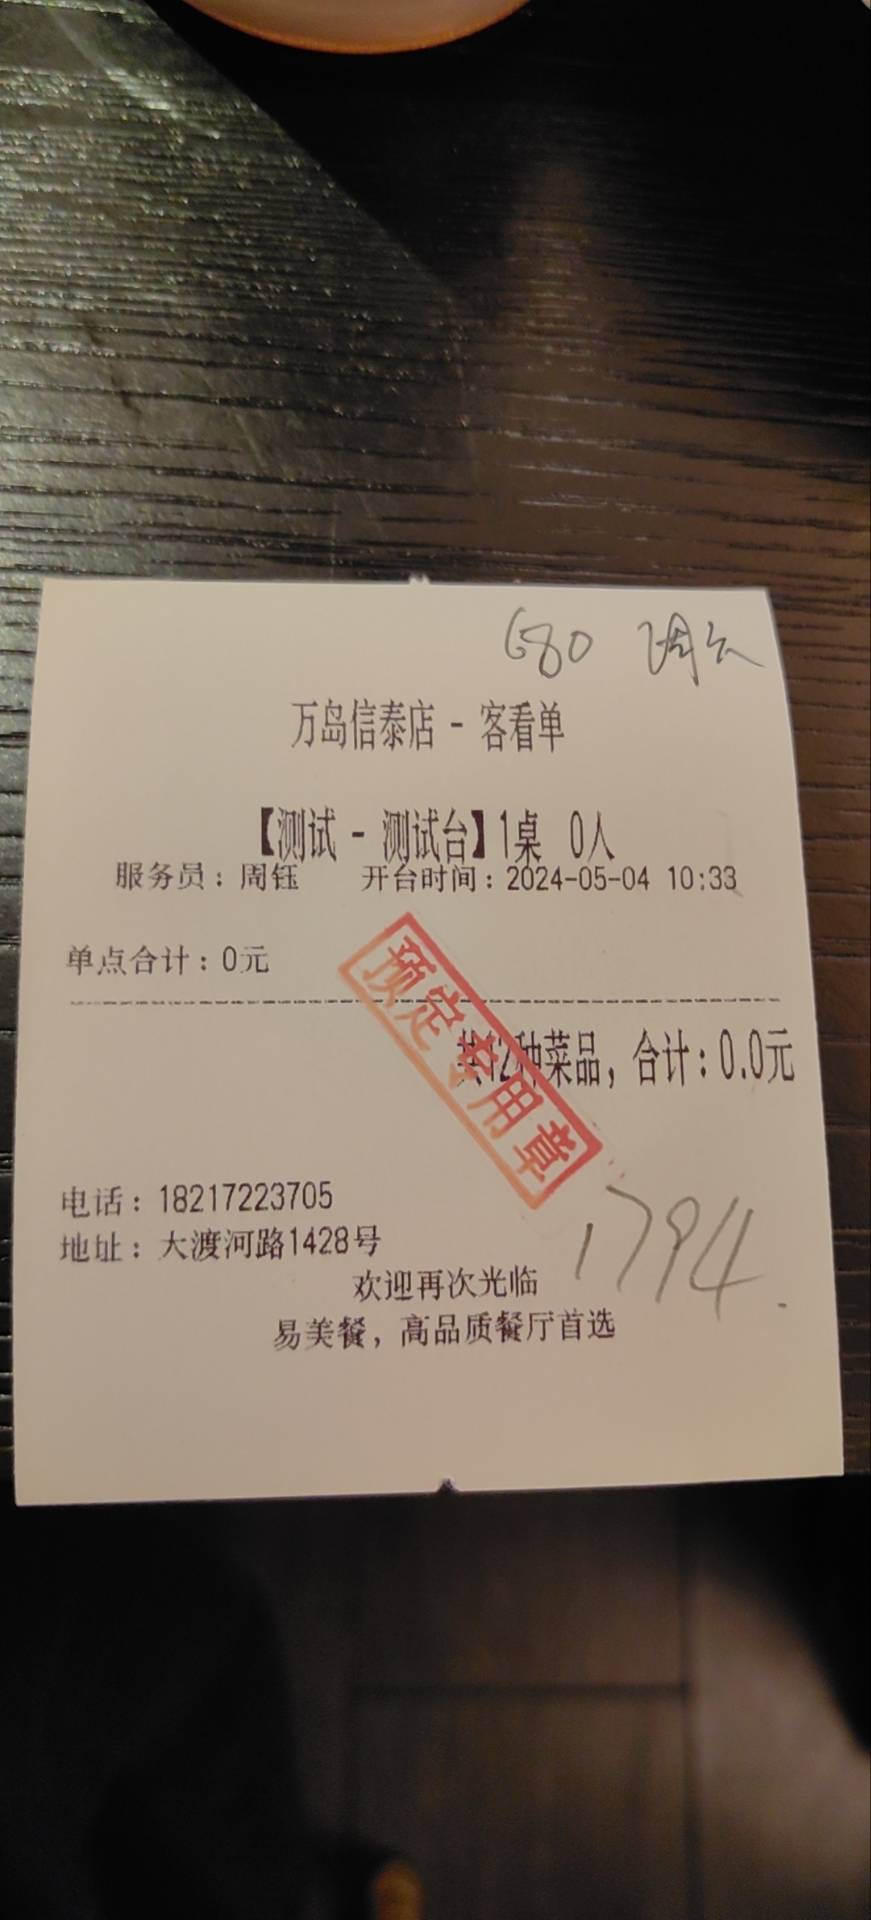 680
万岛信泰店 - 客看单
【测试 - 测试台】1桌 0人
服务员：周钰 开台时间：2024-05-04 10:33
单点合计：0元
预定专用章
共12种菜品，合计：0.0元
电话：18217223705
地址：大渡河路1428号
1794
欢迎再次光临
易美餐，高品质餐厅首选